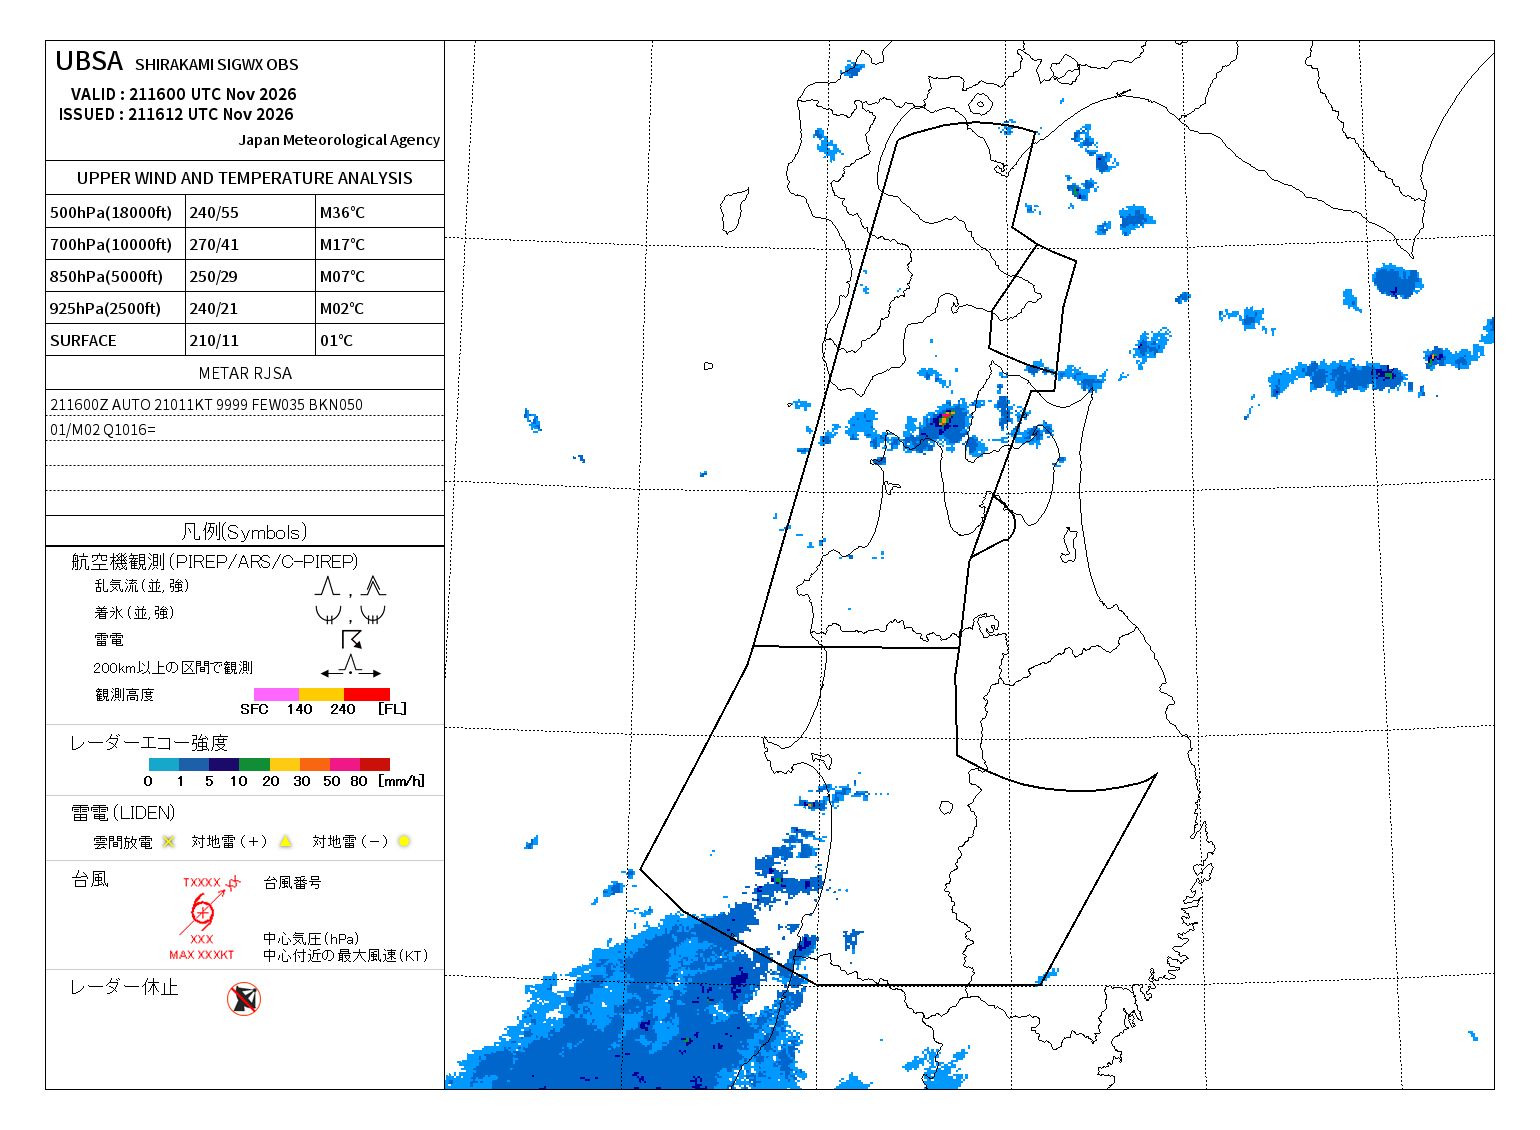 UBSA SHIRAKAMI SIGWX OBS
VALID : 211600 UTC Nov 2026
ISSUED : 211612 UTC Nov 2026
Japan Meteorological Agency
UPPER WIND AND TEMPERATURE ANALYSIS
500hPa(18000ft) 240/55 M36℃
700hPa(10000ft) 270/41 M17℃
850hPa(5000ft) 250/29 M07℃
925hPa(2500ft) 240/21 M02℃
SURFACE 210/11 01℃
METAR RJSA
211600Z AUTO 21011KT 9999 FEW035 BKN050
01/M02 Q1016=
凡例(Symbols)
航空機観測(PIREP/ARS/C-PIREP)
乱気流(並,強) ,
着氷(並,強) ,
雷電
200km以上の区間で観測
観測高度
SFC 140 240 [FL]
レーダーエコー強度
0 1 5 10 20 30 50 80 [mm/h]
雷電(LIDEN)
雲間放電 対地雷(+) 対地雷(-)
台風
TXXXX 台風番号
XXX 中心気圧(hPa)
MAX XXXKT 中心付近の最大風速(KT)
レーダー休止